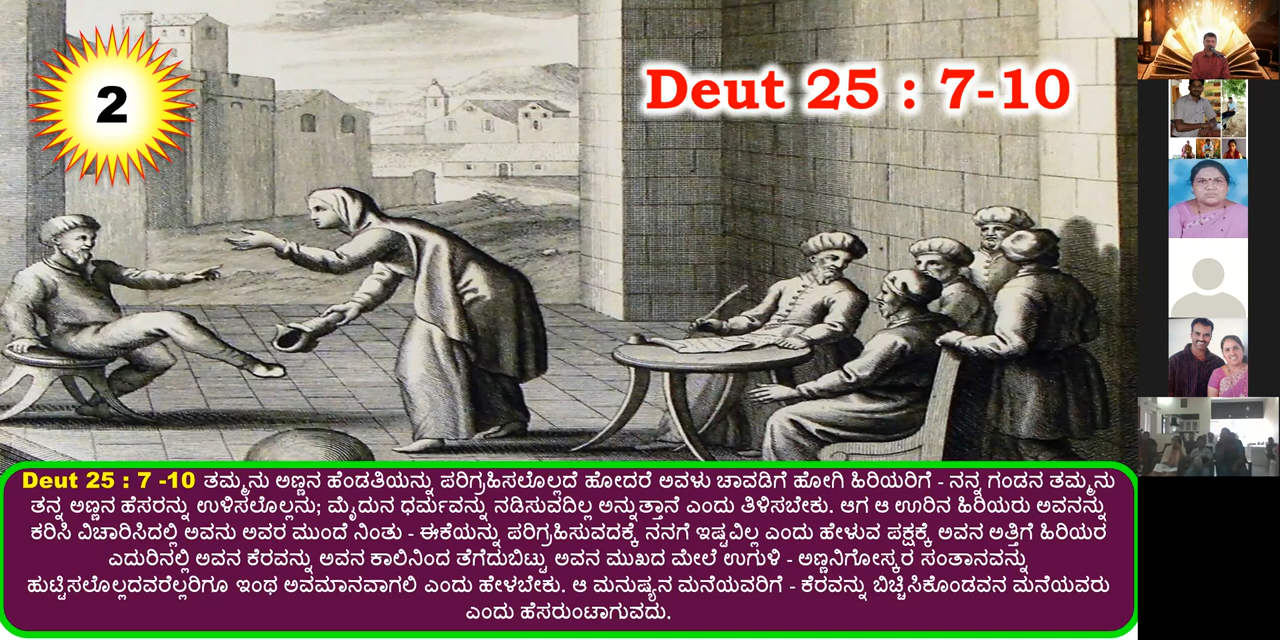 2
Deut 25 : 7-10
Deut 25 : 7 -10 ತಮ್ಮನು ಅಣ್ಣನ ಹೆಂಡತಿಯನ್ನು ಪರಿಗ್ರಹಿಸಲೊಲ್ಲದೆ ಹೋದರೆ ಅವಳು ಚಾವಡಿಗೆ ಹೋಗಿ ಹಿರಿಯರಿಗೆ - ನನ್ನ ಗಂಡನ ತಮ್ಮನು
ತನ್ನ ಅಣ್ಣನ ಹೆಸರನ್ನು ಉಳಿಸಲೊಲ್ಲನು; ಮೈದುನ ಧರ್ಮವನ್ನು ನಡಿಸುವದಿಲ್ಲ ಅನ್ನುತ್ತಾನೆ ಎಂದು ತಿಳಿಸಬೇಕು. ಆಗ ಆ ಊರಿನ ಹಿರಿಯರು ಅವನನ್ನು
ಕರಿಸಿ ವಿಚಾರಿಸಿದಲ್ಲಿ ಅವನು ಅವರ ಮುಂದೆ ನಿಂತು - ಈಕೆಯನ್ನು ಪರಿಗ್ರಹಿಸುವದಕ್ಕೆ ನನಗೆ ಇಷ್ಟವಿಲ್ಲ ಎಂದು ಹೇಳುವ ಪಕ್ಷಕ್ಕೆ ಅವನ ಅತ್ತಿಗೆ ಹಿರಿಯರ
ಎದುರಿನಲ್ಲಿ ಅವನ ಕೆರವನ್ನು ಅವನ ಕಾಲಿನಿಂದ ತೆಗೆದುಬಿಟ್ಟು ಅವನ ಮುಖದ ಮೇಲೆ ಉಗುಳಿ - ಅಣ್ಣನಿಗೋಸ್ಕರ ಸಂತಾನವನ್ನು
ಹುಟ್ಟಿಸಲೊಲ್ಲದವರೆಲ್ಲರಿಗೂ ಇಂಥ ಅವಮಾನವಾಗಲಿ ಎಂದು ಹೇಳಬೇಕು. ಆ ಮನುಷ್ಯನ ಮನೆಯವರಿಗೆ - ಕೆರವನ್ನು ಬಿಚ್ಚಿಸಿಕೊಂಡವನ ಮನೆಯವರು
ಎಂದು ಹೆಸರುಂಟಾಗುವದು.